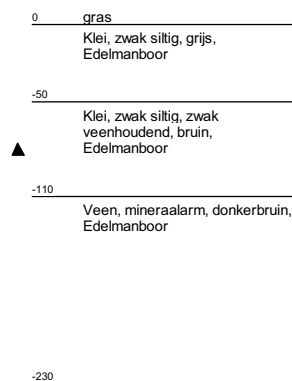 0 gras
Klei, zwak siltig, grijs,
Edelmanboor
-50
Klei, zwak siltig, zwak
veenhoudend, bruin,
Edelmanboor
-110
Veen, mineraalarm, donkerbruin,
Edelmanboor
-230